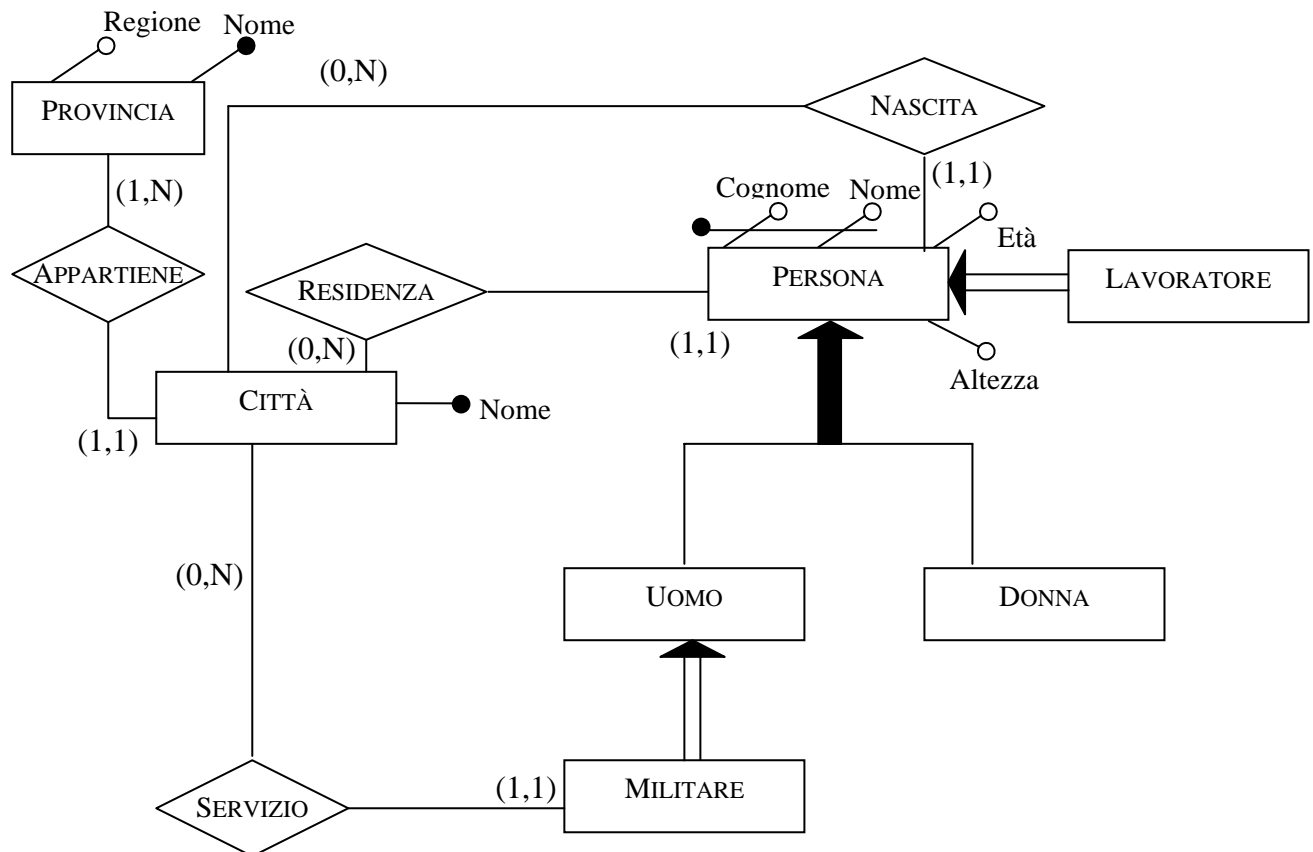 Regione Nome
(0,N)
PROVINCIA
NASCITA
(1,N)
(1,1)
Cognome Nome
Età
APPARTIENE
RESIDENZA
PERSONA
LAVORATORE
(0,N)
(1,1)
Altezza
CITTÀ
Nome
(1,1)
(0,N)
UOMO
DONNA
(1,1)
MILITARE
SERVIZIO